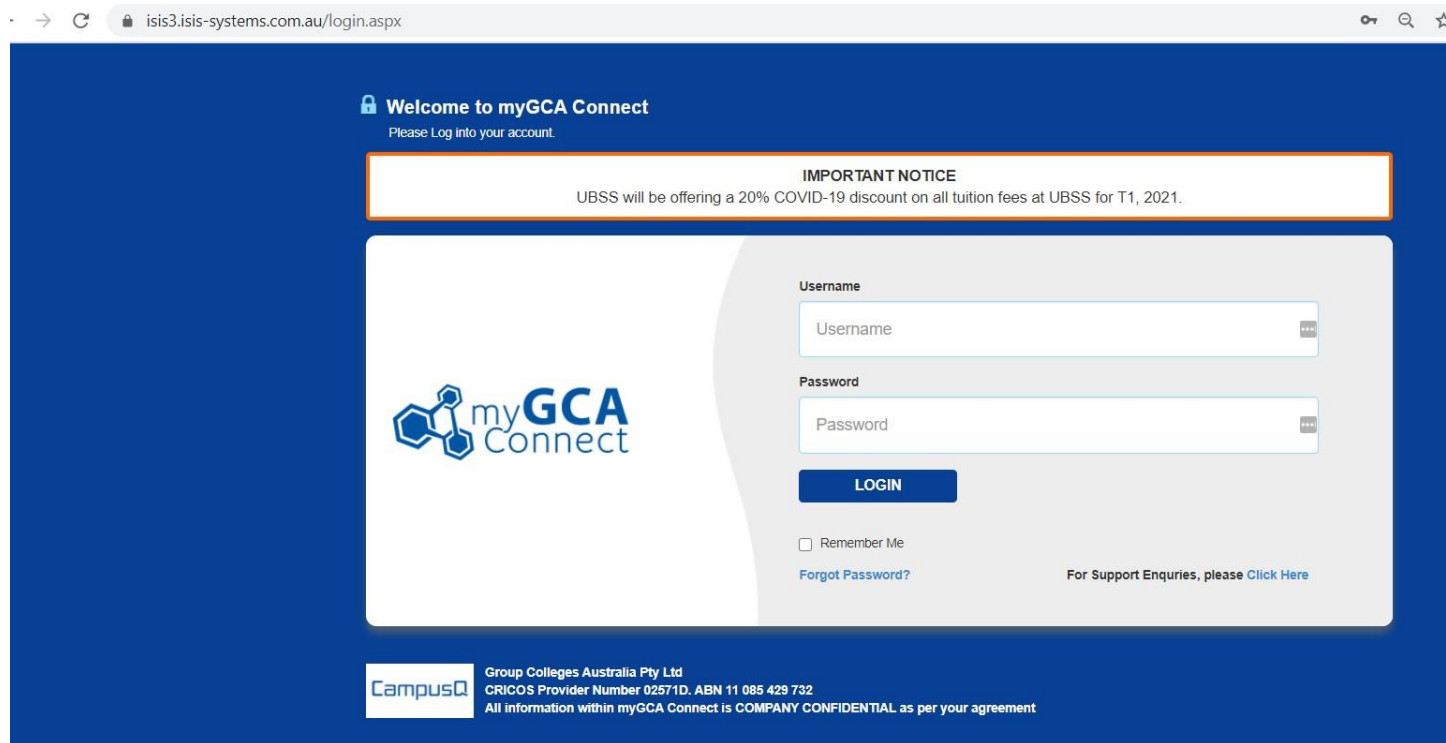 isis3.isis-systems.com.au/login.aspx
Welcome to myGCA Connect
Please Log into your account.
IMPORTANT NOTICE
UBSS will be offering a 20% COVID-19 discount on all tuition fees at UBSS for T1, 2021.
Username
Username
Password
Password
myGCA
Connect
LOGIN
Remember Me
Forgot Password?
For Support Enquries, please Click Here
CampusQ
Group Colleges Australia Pty Ltd
CRICOS Provider Number 02571D. ABN 11 085 429 732
All information within myGCA Connect is COMPANY CONFIDENTIAL as per your agreement